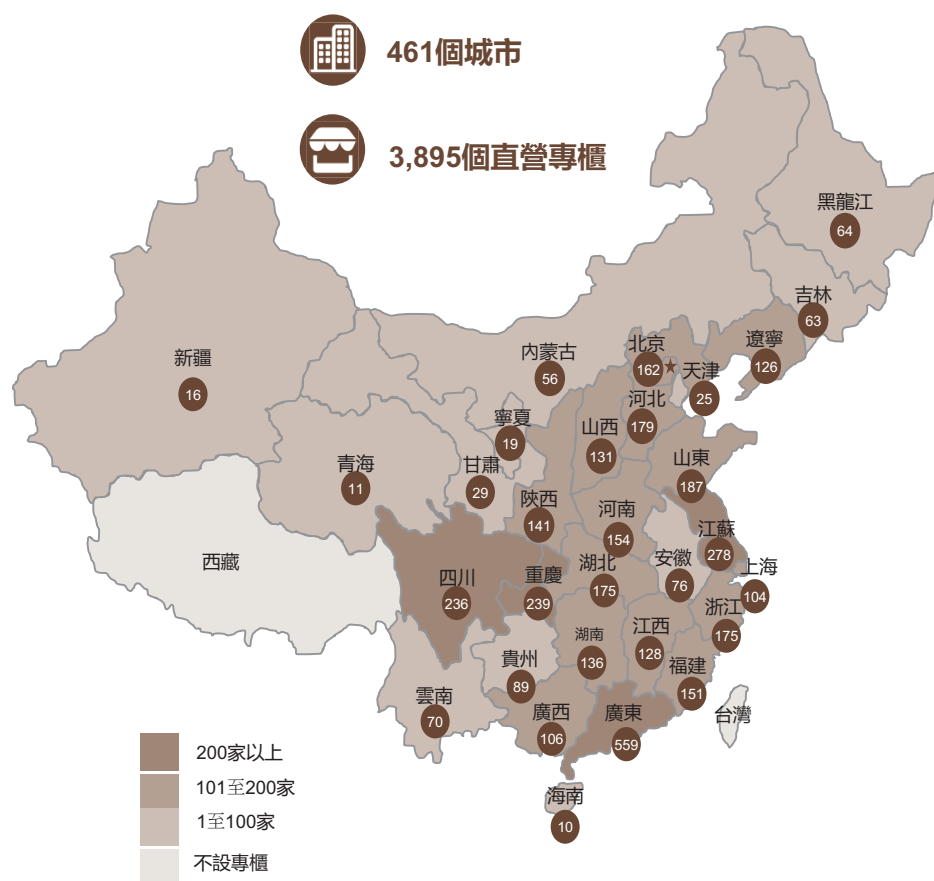 461個城市
3,895個直營專櫃
黑龍江
64
吉林
63
遼寧
126
北京
162
天津
25
河北
179
內蒙古
56
新疆
16
寧夏
19
山西
131
山東
187
青海
11
甘肅
29
陝西
141
河南
154
江蘇
278
安徽
76
上海
104
西藏
四川
236
重慶
239
湖北
175
浙江
175
湖南
136
江西
128
福建
151
貴州
89
雲南
70
廣西
106
廣東
559
台灣
海南
10
200家以上
101至200家
1至100家
不設專櫃